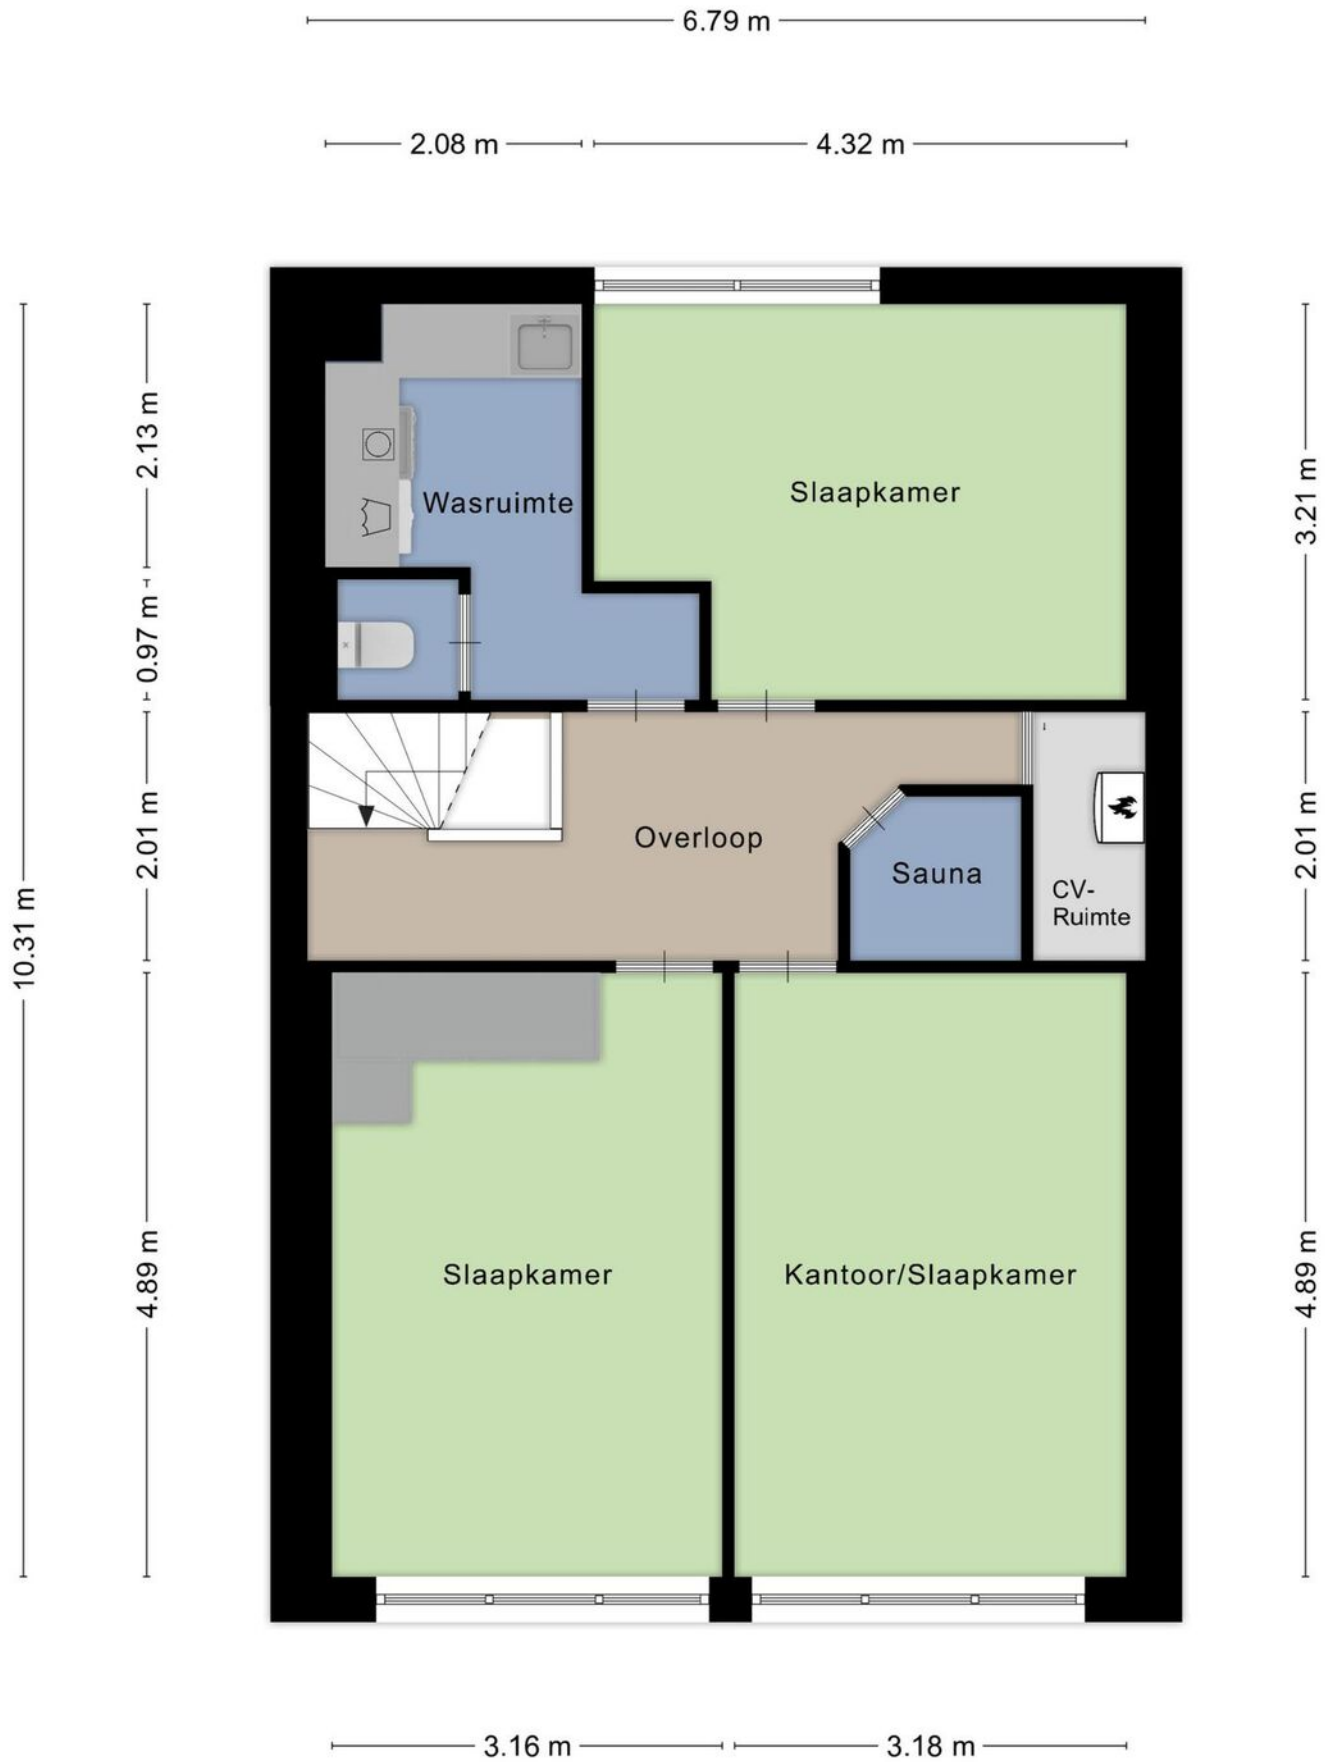 6.79 m
2.08 m
4.32 m
2.13 m
3.21 m
Slaapkamer
Wasruimte
0.97 m
2.01 m
2.01 m
Overloop
Sauna
CV-
Ruimte
10.31 m
4.89 m
4.89 m
Slaapkamer
Kantoor/Slaapkamer
3.16 m
3.18 m